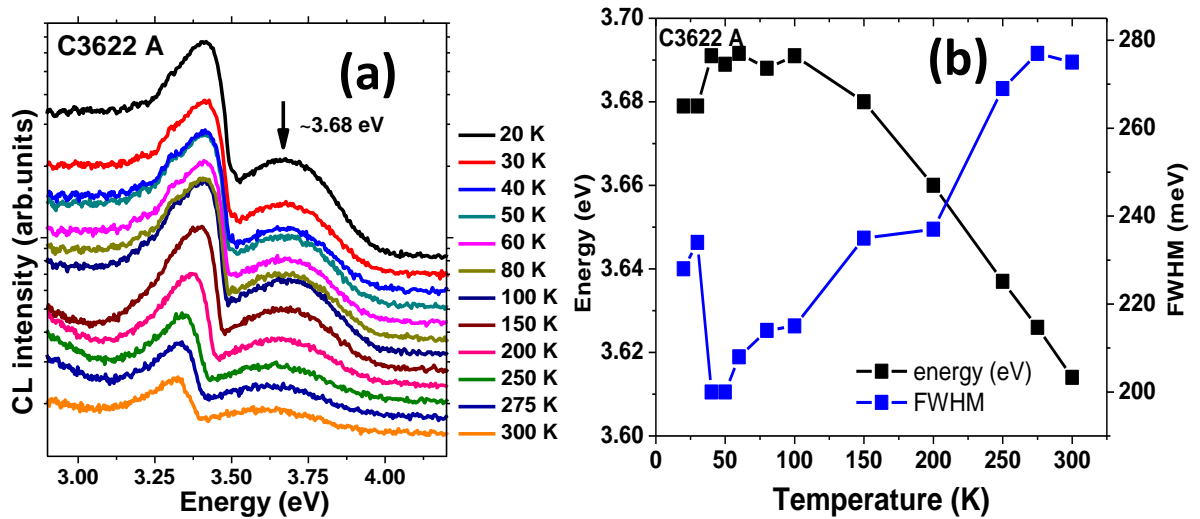 C3622 A
(a)
~3.68 eV
CL intensity (arb.units)
3.00
3.25
3.50
3.75
4.00
Energy (eV)
20 K
30 K
40 K
50 K
60 K
80 K
100 K
150 K
200 K
250 K
275 K
300 K
C3622 A
(b)
Energy (eV)
3.70
3.68
3.66
3.64
3.62
3.60
0
50
100
150
200
250
300
Temperature (K)
energy (eV)
FWHM
280
260
240
220
200
FWHM (meV)